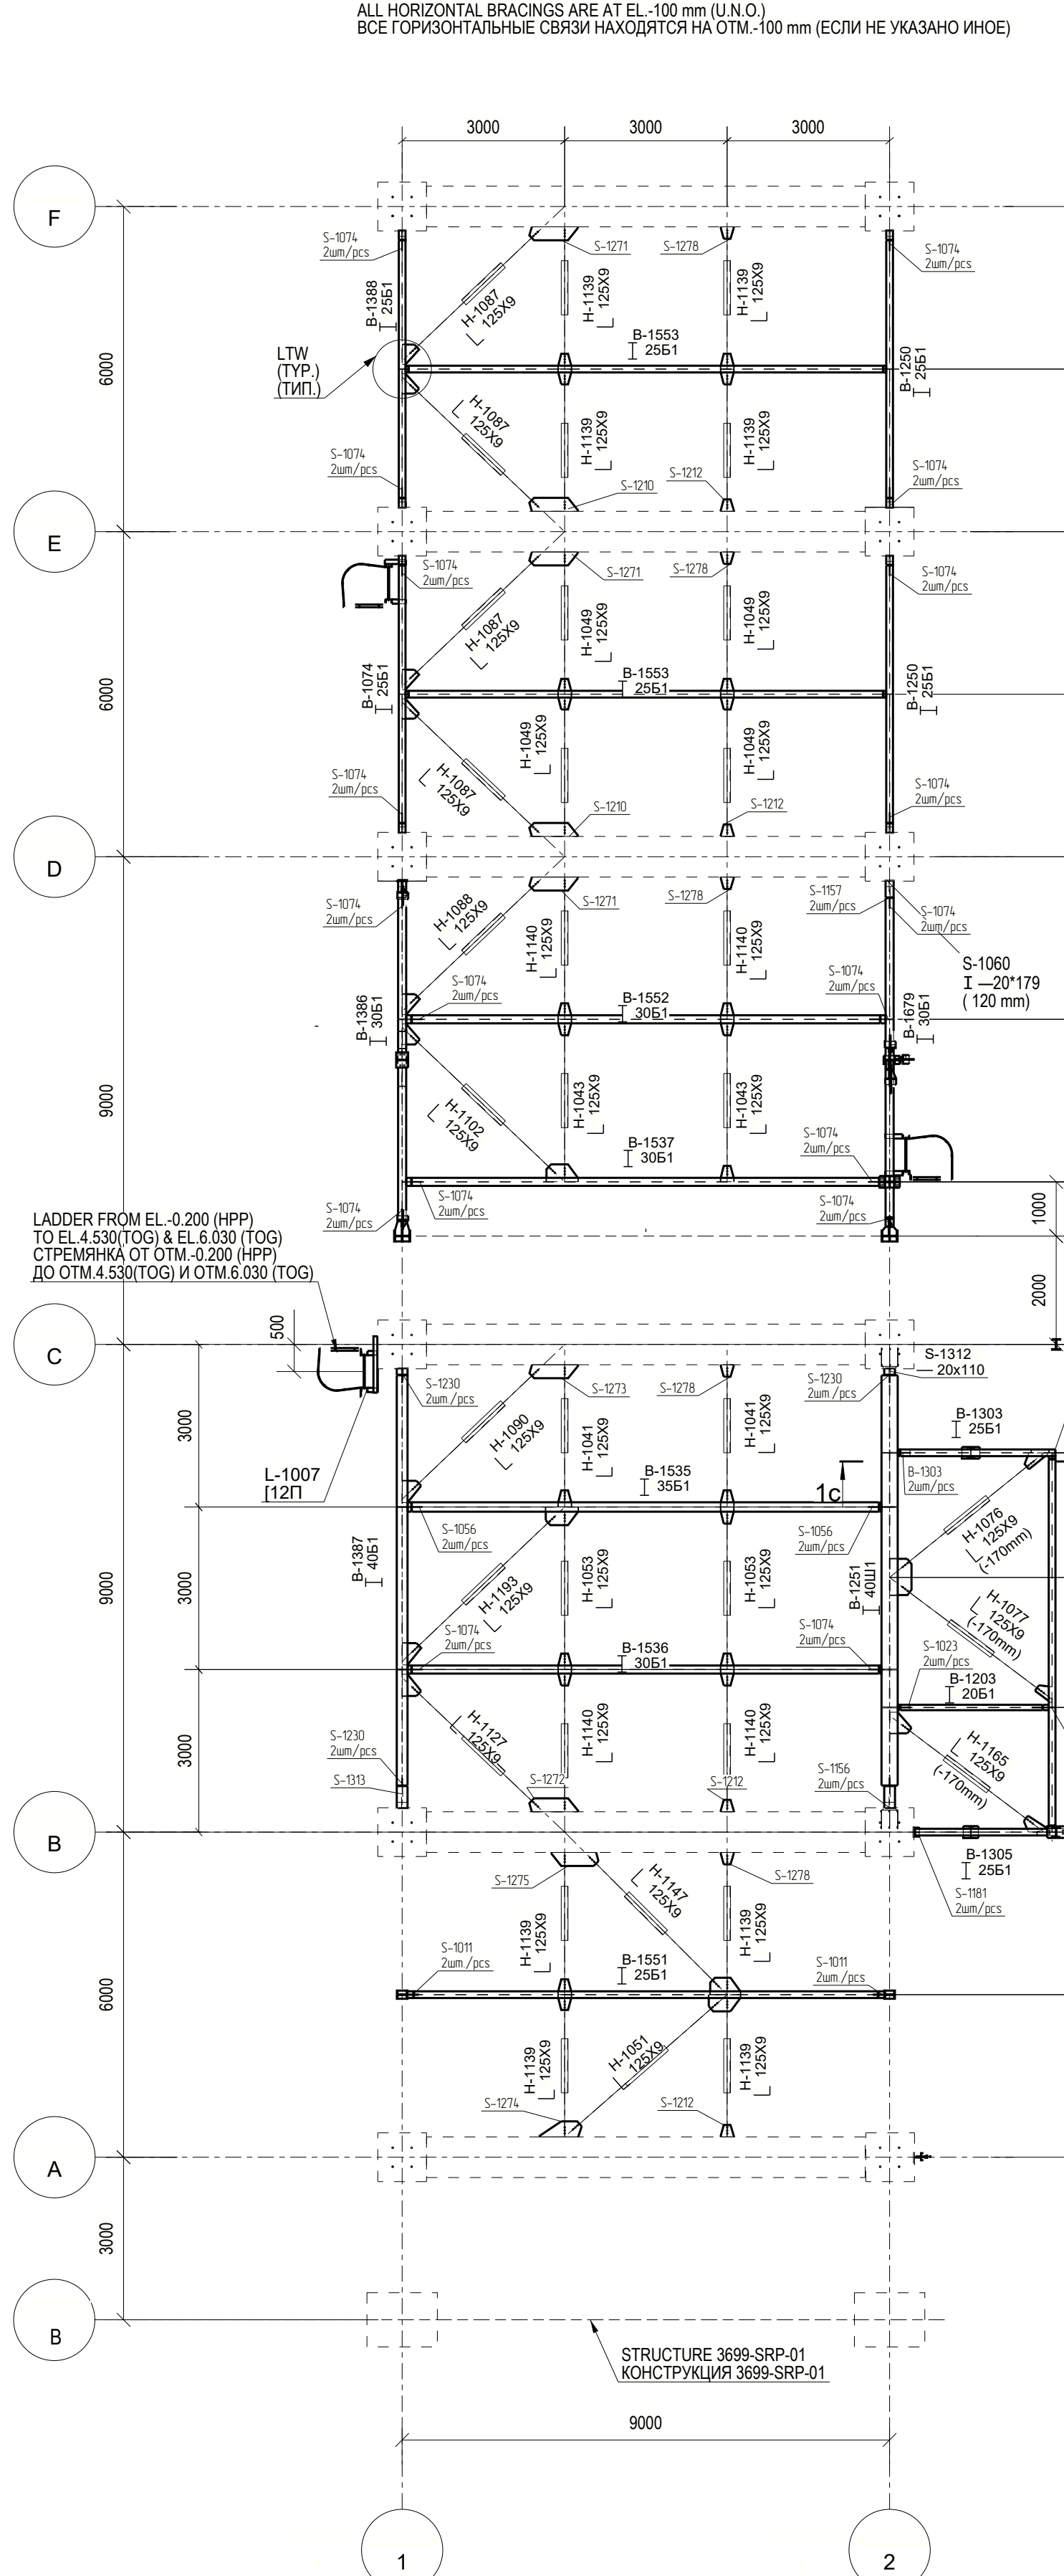 ALL HORIZONTAL BRACINGS ARE AT EL.-100 mm (U.N.O.)
ВСЕ ГОРИЗОНТАЛЬНЫЕ СВЯЗИ НАХОДЯТСЯ НА ОТМ.-100 mm (ЕСЛИ НЕ УКАЗАНО ИНОЕ)
3000
3000
3000
F
S-1074
2шт/pcs
S-1271
S-1278
S-1074
2шт/pcs
B-1388
25Б1
H-1087
125X9
H-1139
125X9
H-1139
125X9
B-1553
25Б1
B-1250
25Б1
LTW
(TYP.)
(ТИП.)
6000
H-1087
125X9
H-1139
125X9
H-1139
125X9
S-1074
2шт/pcs
S-1210
S-1212
S-1074
2шт/pcs
E
S-1074
2шт/pcs
S-1271
S-1278
S-1074
2шт/pcs
H-1087
125X9
H-1049
125X9
H-1049
125X9
6000
B-1074
25Б1
B-1553
25Б1
B-1250
25Б1
H-1049
125X9
H-1049
125X9
H-1087
125X9
S-1074
2шт/pcs
S-1210
S-1212
S-1074
2шт/pcs
D
S-1074
2шт/pcs
S-1271
S-1278
S-1157
2шт/pcs
S-1074
2шт/pcs
H-1088
125X9
H-1140
125X9
H-1140
125X9
S-1060
I —20*179
( 120 mm)
S-1074
2шт/pcs
S-1074
2шт/pcs
B-1386
30Б1
B-1552
30Б1
B-1679
30Б1
9000
H-1102
125X9
H-1043
125X9
H-1043
125X9
B-1537
30Б1
S-1074
2шт/pcs
S-1074
2шт/pcs
S-1074
2шт/pcs
S-1074
2шт/pcs
1000
LADDER FROM EL.-0.200 (HPP)
TO EL.4.530(TOG) & EL.6.030 (TOG)
СТРЕМЯНКА ОТ ОТМ.-0.200 (HPP)
ДО ОТМ.4.530(TOG) И ОТМ.6.030 (TOG)
2000
500
C
S-1312
— 20x110
S-1230
2шт/pcs
S-1273
S-1278
S-1230
2шт/pcs
B-1303
25Б1
3000
H-1090
125X9
H-1041
125X9
H-1041
125X9
L-1007
[12П
B-1535
35Б1
1c
B-1303
2шт/pcs
S-1056
2шт/pcs
S-1056
2шт/pcs
H-1076
125X9
(-170mm)
B-1387
40Б1
9000
3000
H-1193
125X9
H-1053
125X9
H-1053
125X9
B-1251
40Ш1
H-1077
125X9
(-170mm)
S-1074
2шт/pcs
S-1074
2шт/pcs
B-1536
30Б1
S-1023
2шт/pcs
B-1203
20Б1
3000
H-1127
125X9
H-1140
125X9
H-1140
125X9
H-1165
125X9
(-170mm)
S-1230
2шт/pcs
S-1313
S-1272
S-1212
S-1156
2шт/pcs
B
B-1305
25Б1
S-1275
H-1147
125X9
S-1278
S-1181
2шт/pcs
H-1139
125X9
H-1139
125X9
S-1011
2шт./pcs
B-1551
25Б1
S-1011
2шт./pcs
6000
H-1139
125X9
H-1051
125X9
H-1139
125X9
S-1274
S-1212
A
3000
B
STRUCTURE 3699-SRP-01
КОНСТРУКЦИЯ 3699-SRP-01
9000
1
2